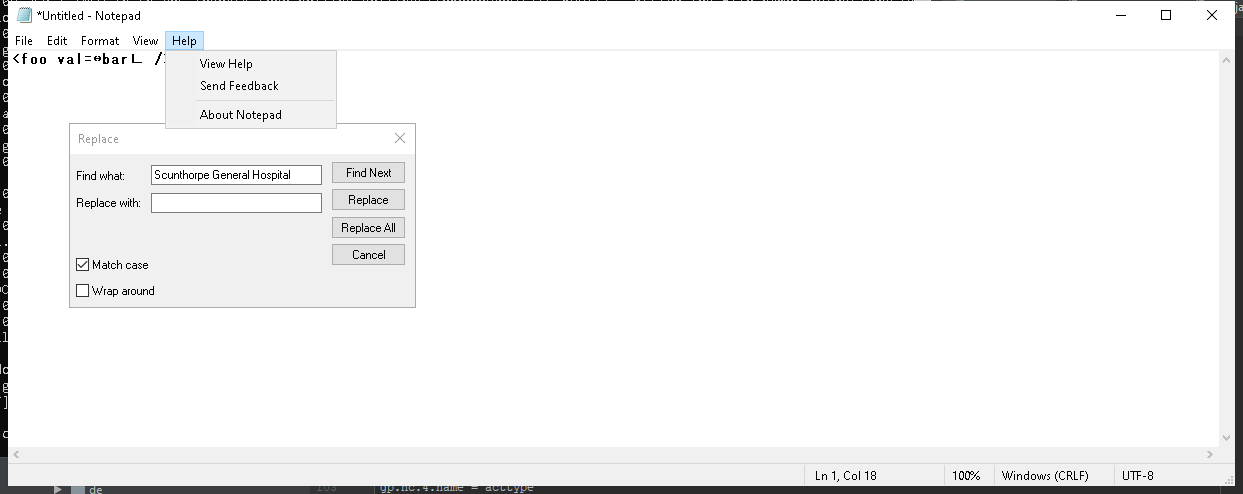 *Untitled - Notepad
File Edit Format View Help
<foo val=↔bar∟ />
View Help
Send Feedback
About Notepad
Replace
Find what: Scunthorpe General Hospital Find Next
Replace with: Replace
Replace All
Cancel
Match case
Wrap around
Ln 1, Col 18 100% Windows (CRLF) UTF-8
de 103 gp.nc.4.name = acctype